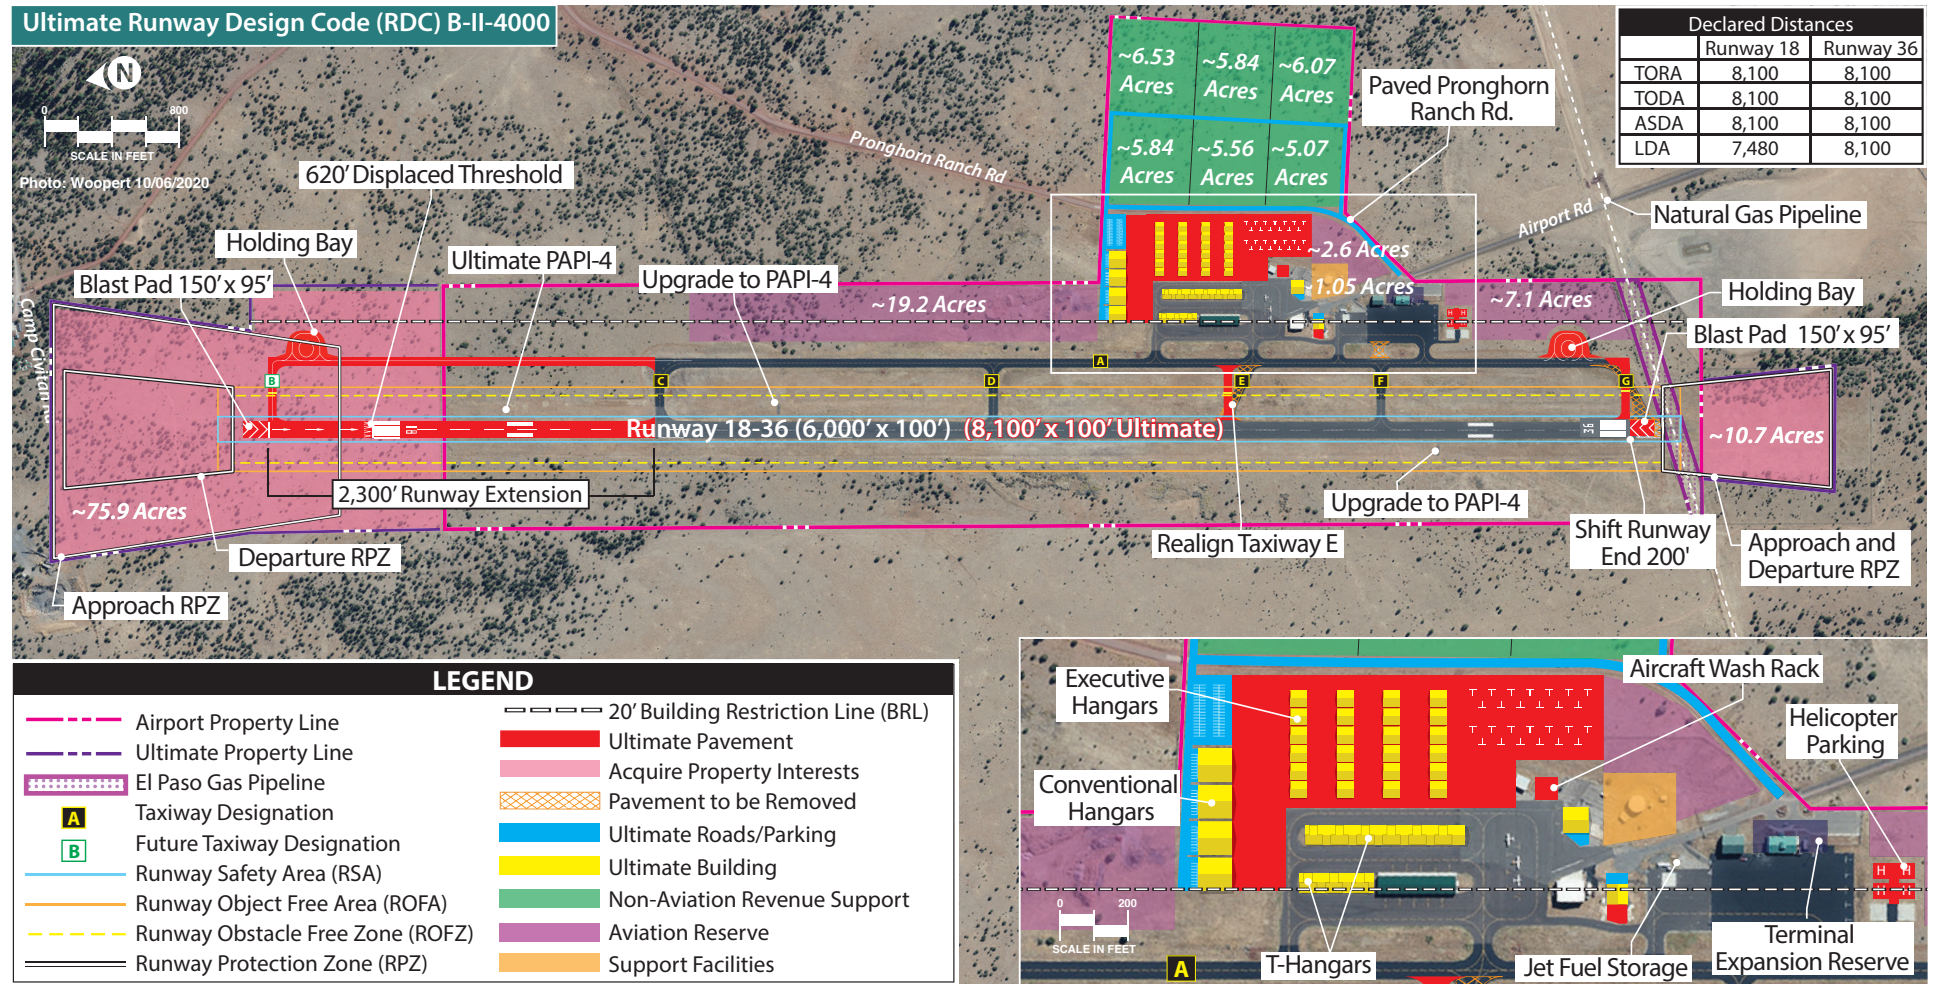 Ultimate Runway Design Code (RDC) B-II-4000
N
0 800
SCALE IN FEET
Photo: Woopert 10/06/2020
Declared Distances
Runway 18 Runway 36
TORA 8,100 8,100
TODA 8,100 8,100
ASDA 8,100 8,100
LDA 7,480 8,100
~6.53 Acres
~5.84 Acres
~6.07 Acres
~5.84 Acres
~5.56 Acres
~5.07 Acres
Paved Pronghorn
Ranch Rd.
Pronghorn Ranch Rd
Airport Rd
Natural Gas Pipeline
620' Displaced Threshold
Holding Bay
Blast Pad 150' x 95'
Ultimate PAPI-4
Upgrade to PAPI-4
~2.6 Acres
~1.05 Acres
~19.2 Acres
~7.1 Acres
Holding Bay
Blast Pad 150' x 95'
Camp Civitan
H H
A
B
C
D
E
F
G
18
Runway 18-36 (6,000' x 100') (8,100' x 100' Ultimate)
36
~10.7 Acres
2,300' Runway Extension
~75.9 Acres
Upgrade to PAPI-4
Departure RPZ
Approach RPZ
Realign Taxiway E
Shift Runway
End 200'
Approach and
Departure RPZ
LEGEND
Airport Property Line
Ultimate Property Line
El Paso Gas Pipeline
A Taxiway Designation
B Future Taxiway Designation
Runway Safety Area (RSA)
Runway Object Free Area (ROFA)
Runway Obstacle Free Zone (ROFZ)
Runway Protection Zone (RPZ)
20' Building Restriction Line (BRL)
Ultimate Pavement
Acquire Property Interests
Pavement to be Removed
Ultimate Roads/Parking
Ultimate Building
Non-Aviation Revenue Support
Aviation Reserve
Support Facilities
Executive
Hangars
Aircraft Wash Rack
Helicopter
Parking
Conventional
Hangars
H H
H H
0 200
SCALE IN FEET
A
T-Hangars
Jet Fuel Storage
Terminal
Expansion Reserve